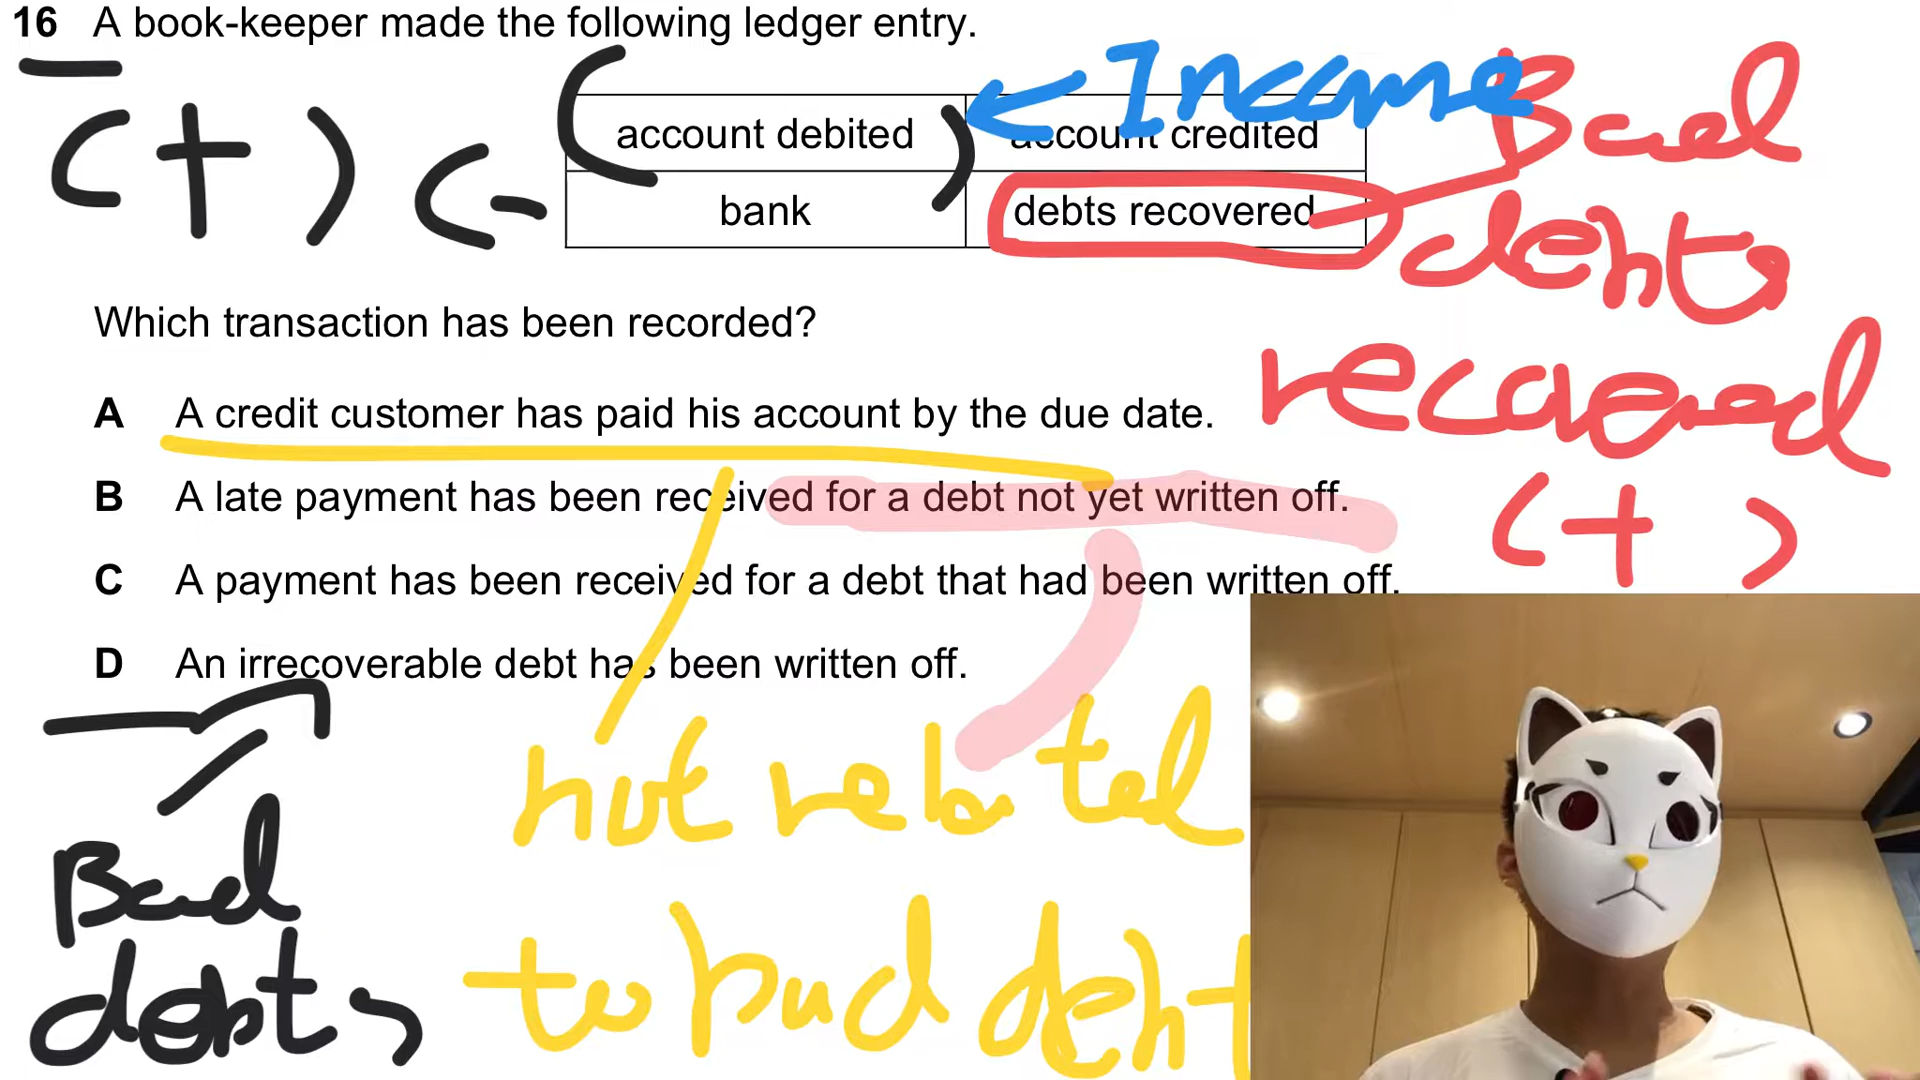 16 A book-keeper made the following ledger entry.
Income
Bad
account debited account credited
( + ) <- ( )
bank debts recovered
debts
Which transaction has been recorded?
recovered
A A credit customer has paid his account by the due date.
B A late payment has been received for a debt not yet written off.
( + )
C A payment has been received for a debt that had been written off.
D An irrecoverable debt has been written off.
not related
Bad
debts
to bad debt